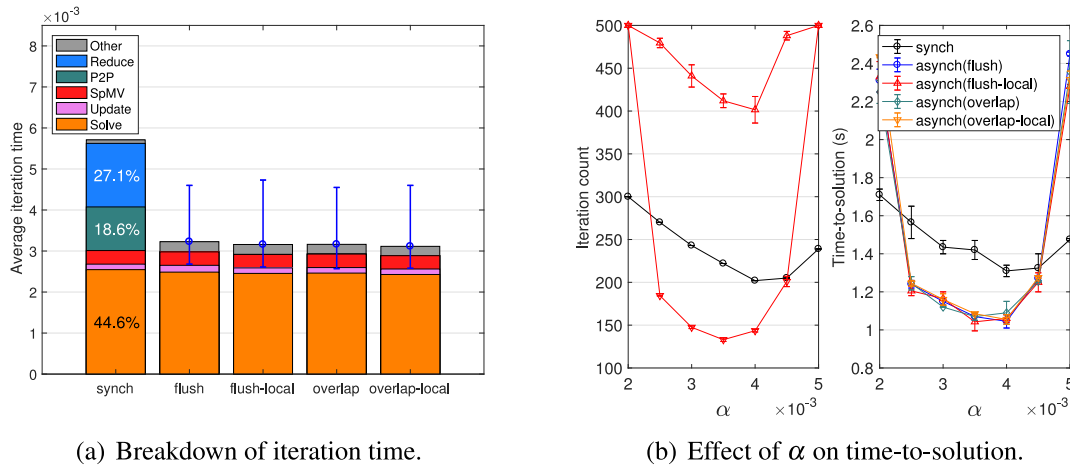 ×10⁻³
8
7
6
5
4
3
2
1
0
Average iteration time
Other
Reduce
P2P
SpMV
Update
Solve
27.1%
18.6%
44.6%
synch
flush
flush-local
overlap
overlap-local
(a) Breakdown of iteration time.
500
450
400
350
300
250
200
150
100
Iteration count
2
3
4
5
α
×10⁻³
2.6
2.4
2.2
2
1.8
1.6
1.4
1.2
1
0.8
Time-to-solution (s)
synch
asynch(flush)
asynch(flush-local)
asynch(overlap)
asynch(overlap-local)
2
3
4
5
α
×10⁻³
(b) Effect of α on time-to-solution.